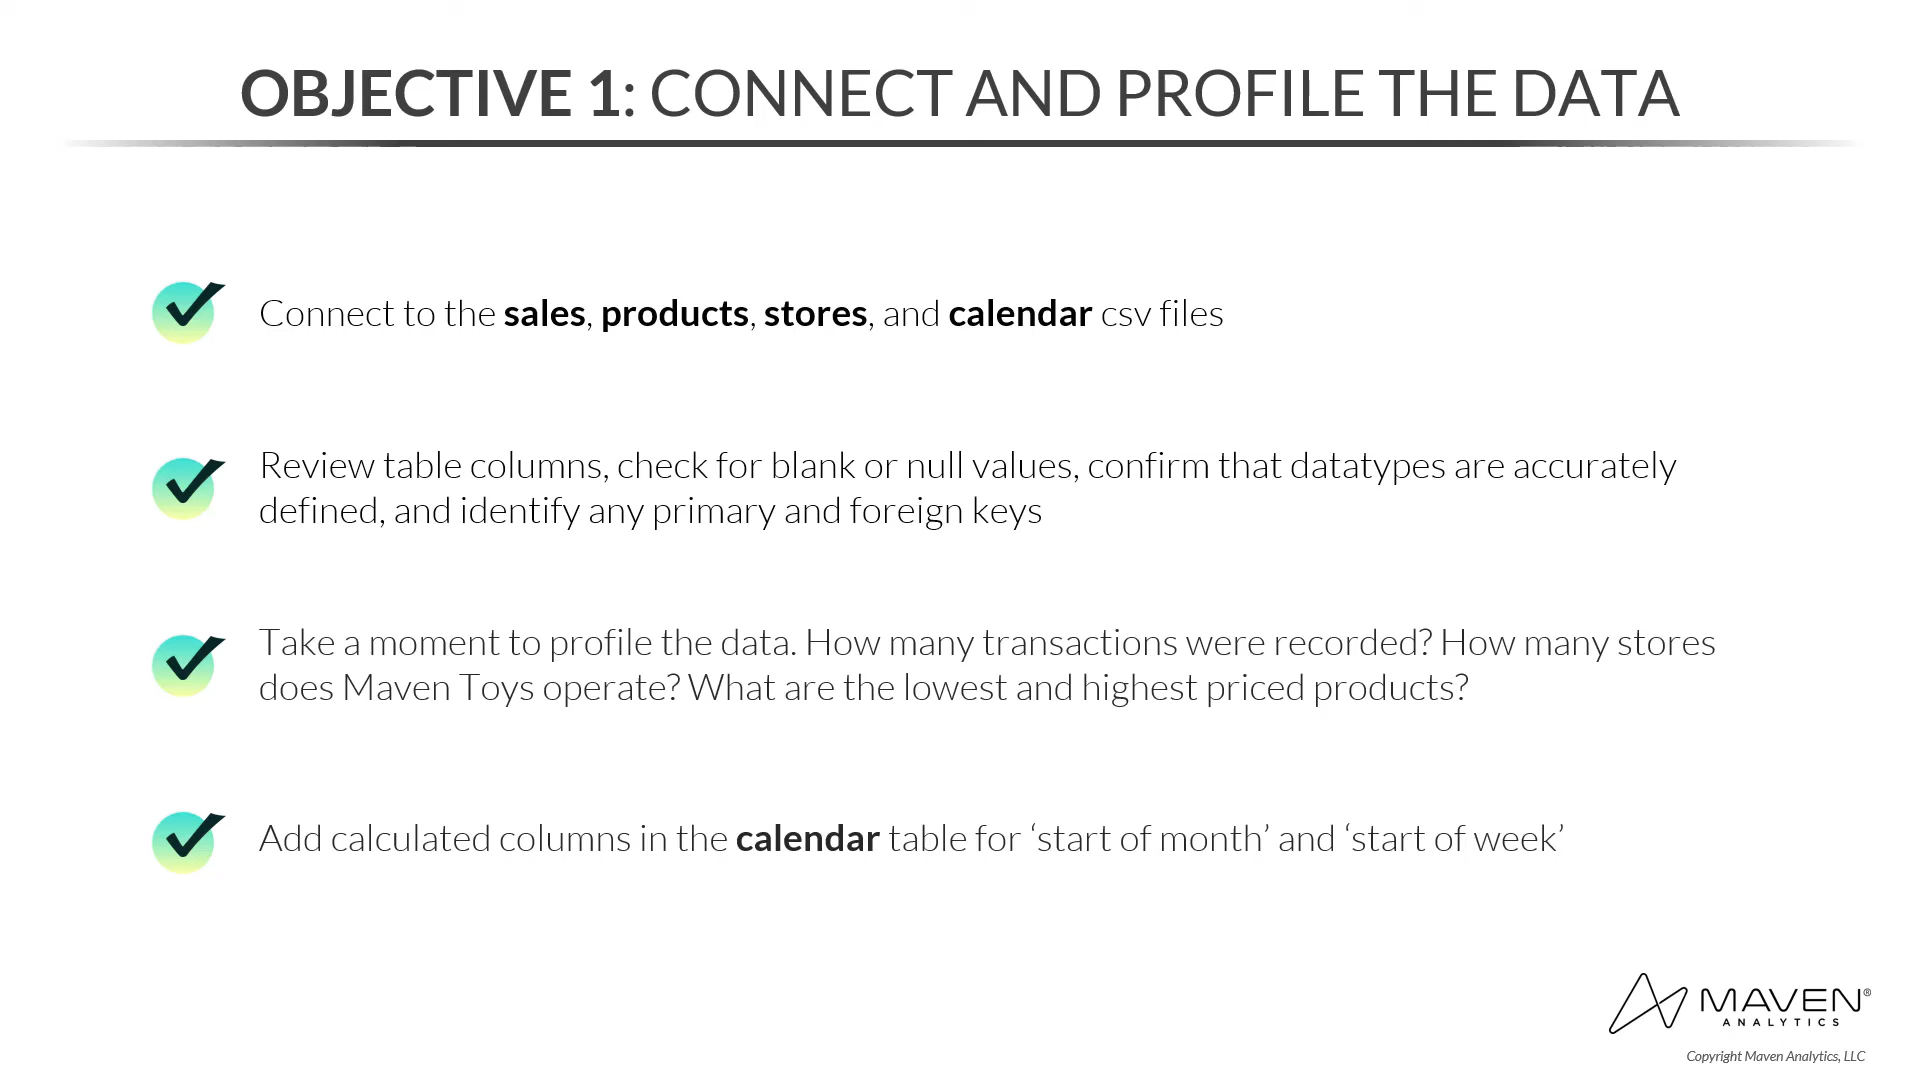 OBJECTIVE 1: CONNECT AND PROFILE THE DATA
Connect to the sales, products, stores, and calendar csv files
Review table columns, check for blank or null values, confirm that datatypes are accurately
defined, and identify any primary and foreign keys
Take a moment to profile the data. How many transactions were recorded? How many stores
does Maven Toys operate? What are the lowest and highest priced products?
Add calculated columns in the calendar table for ‘start of month’ and ‘start of week’
MAVEN®
ANALYTICS
Copyright Maven Analytics, LLC